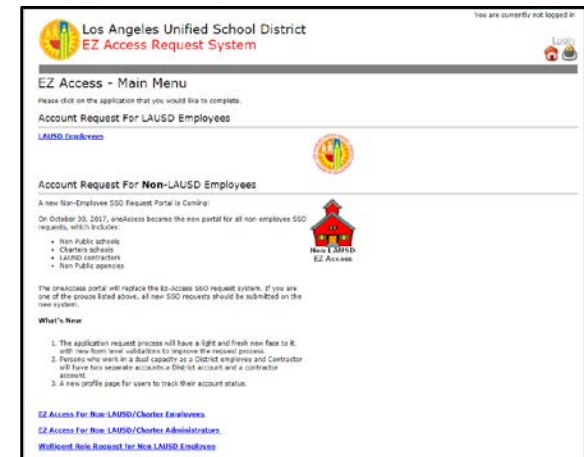 You are currently not logged in
Los Angeles Unified School District
EZ Access Request System
Login
EZ Access - Main Menu
Please click on the application that you would like to complete.
Account Request For LAUSD Employees
LAUSD Employees
Account Request For Non-LAUSD Employees
A new Non-Employee SSO Request Portal is Coming!
On October 30, 2017, oneAccess became the new portal for all non-employee SSO
requests, which includes:
• Non Public schools
• Charters schools
• LAUSD contractors
• Non Public agencies
Non LAUSD
EZ Access
The oneAccess portal will replace the Ez-Access SSO request system. If you are
one of the groups listed above, all new SSO requests should be submitted on the
new system.
What's New
1. The application request process will have a light and fresh new face to it.
with new form level validations to improve the request process.
2. Persons who work in a dual capacity as a District employee and Contractor
will have two separate accounts:a District account and a contractor
account.
3. A new profile page for users to track their account status.
EZ Access For Non-LAUSD/Charter Employees
EZ Access For Non-LAUSD/Charter Administrators
Welligent Role Request for Non LAUSD Employee